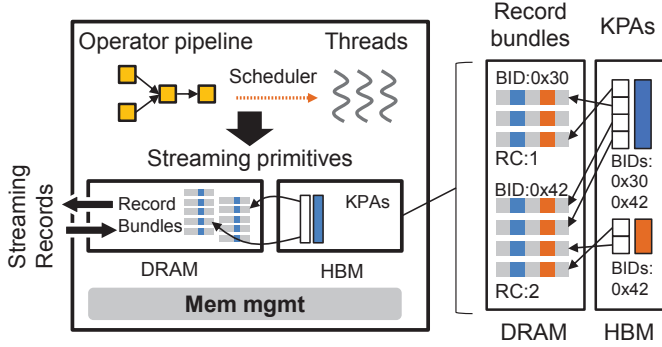 Operator pipeline
Threads
Scheduler
Streaming primitives
Streaming
Records
Record
Bundles
KPAs
DRAM
HBM
Mem mgmt
Record
bundles
KPAs
BID:0x30
RC:1
BID:0x42
RC:2
BIDs:
0x30
0x42
BIDs:
0x42
DRAM
HBM